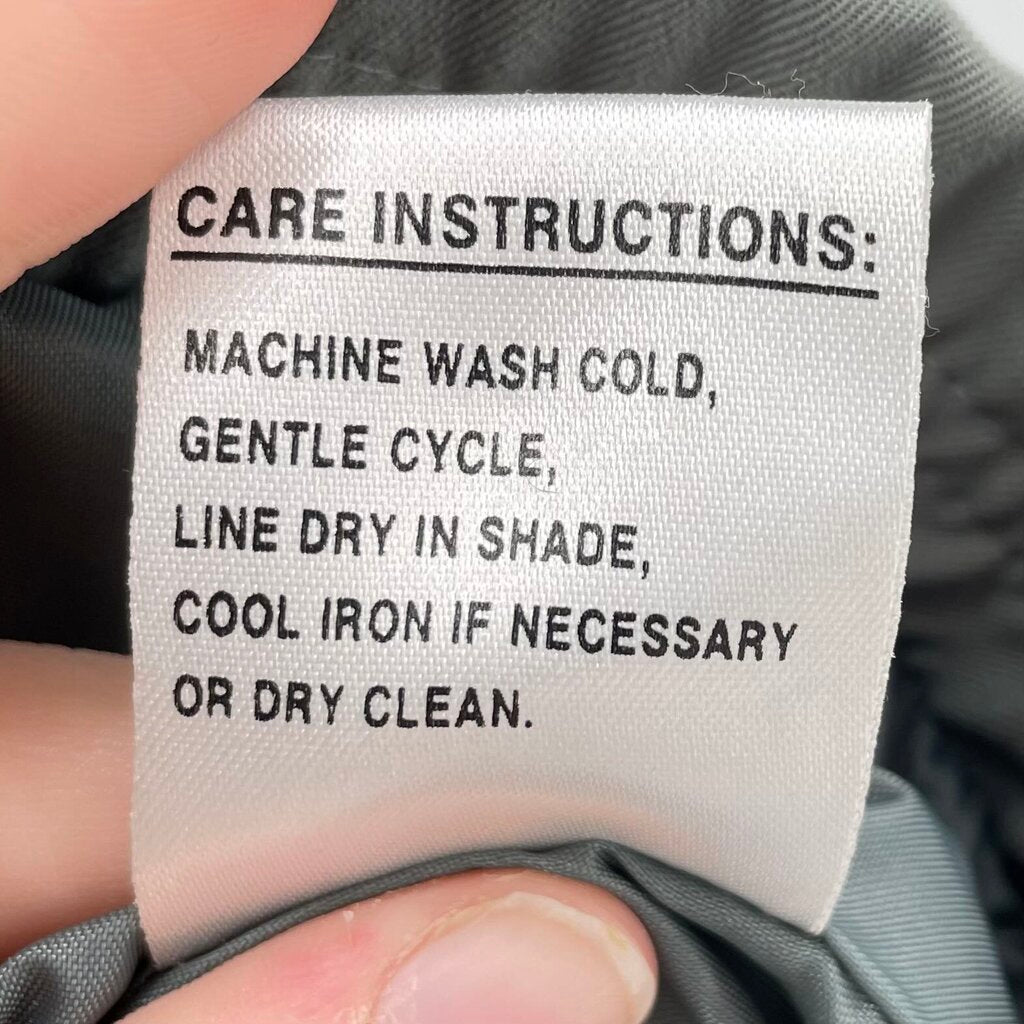 CARE INSTRUCTIONS:
MACHINE WASH COLD,
GENTLE CYCLE,
LINE DRY IN SHADE,
COOL IRON IF NECESSARY
OR DRY CLEAN.